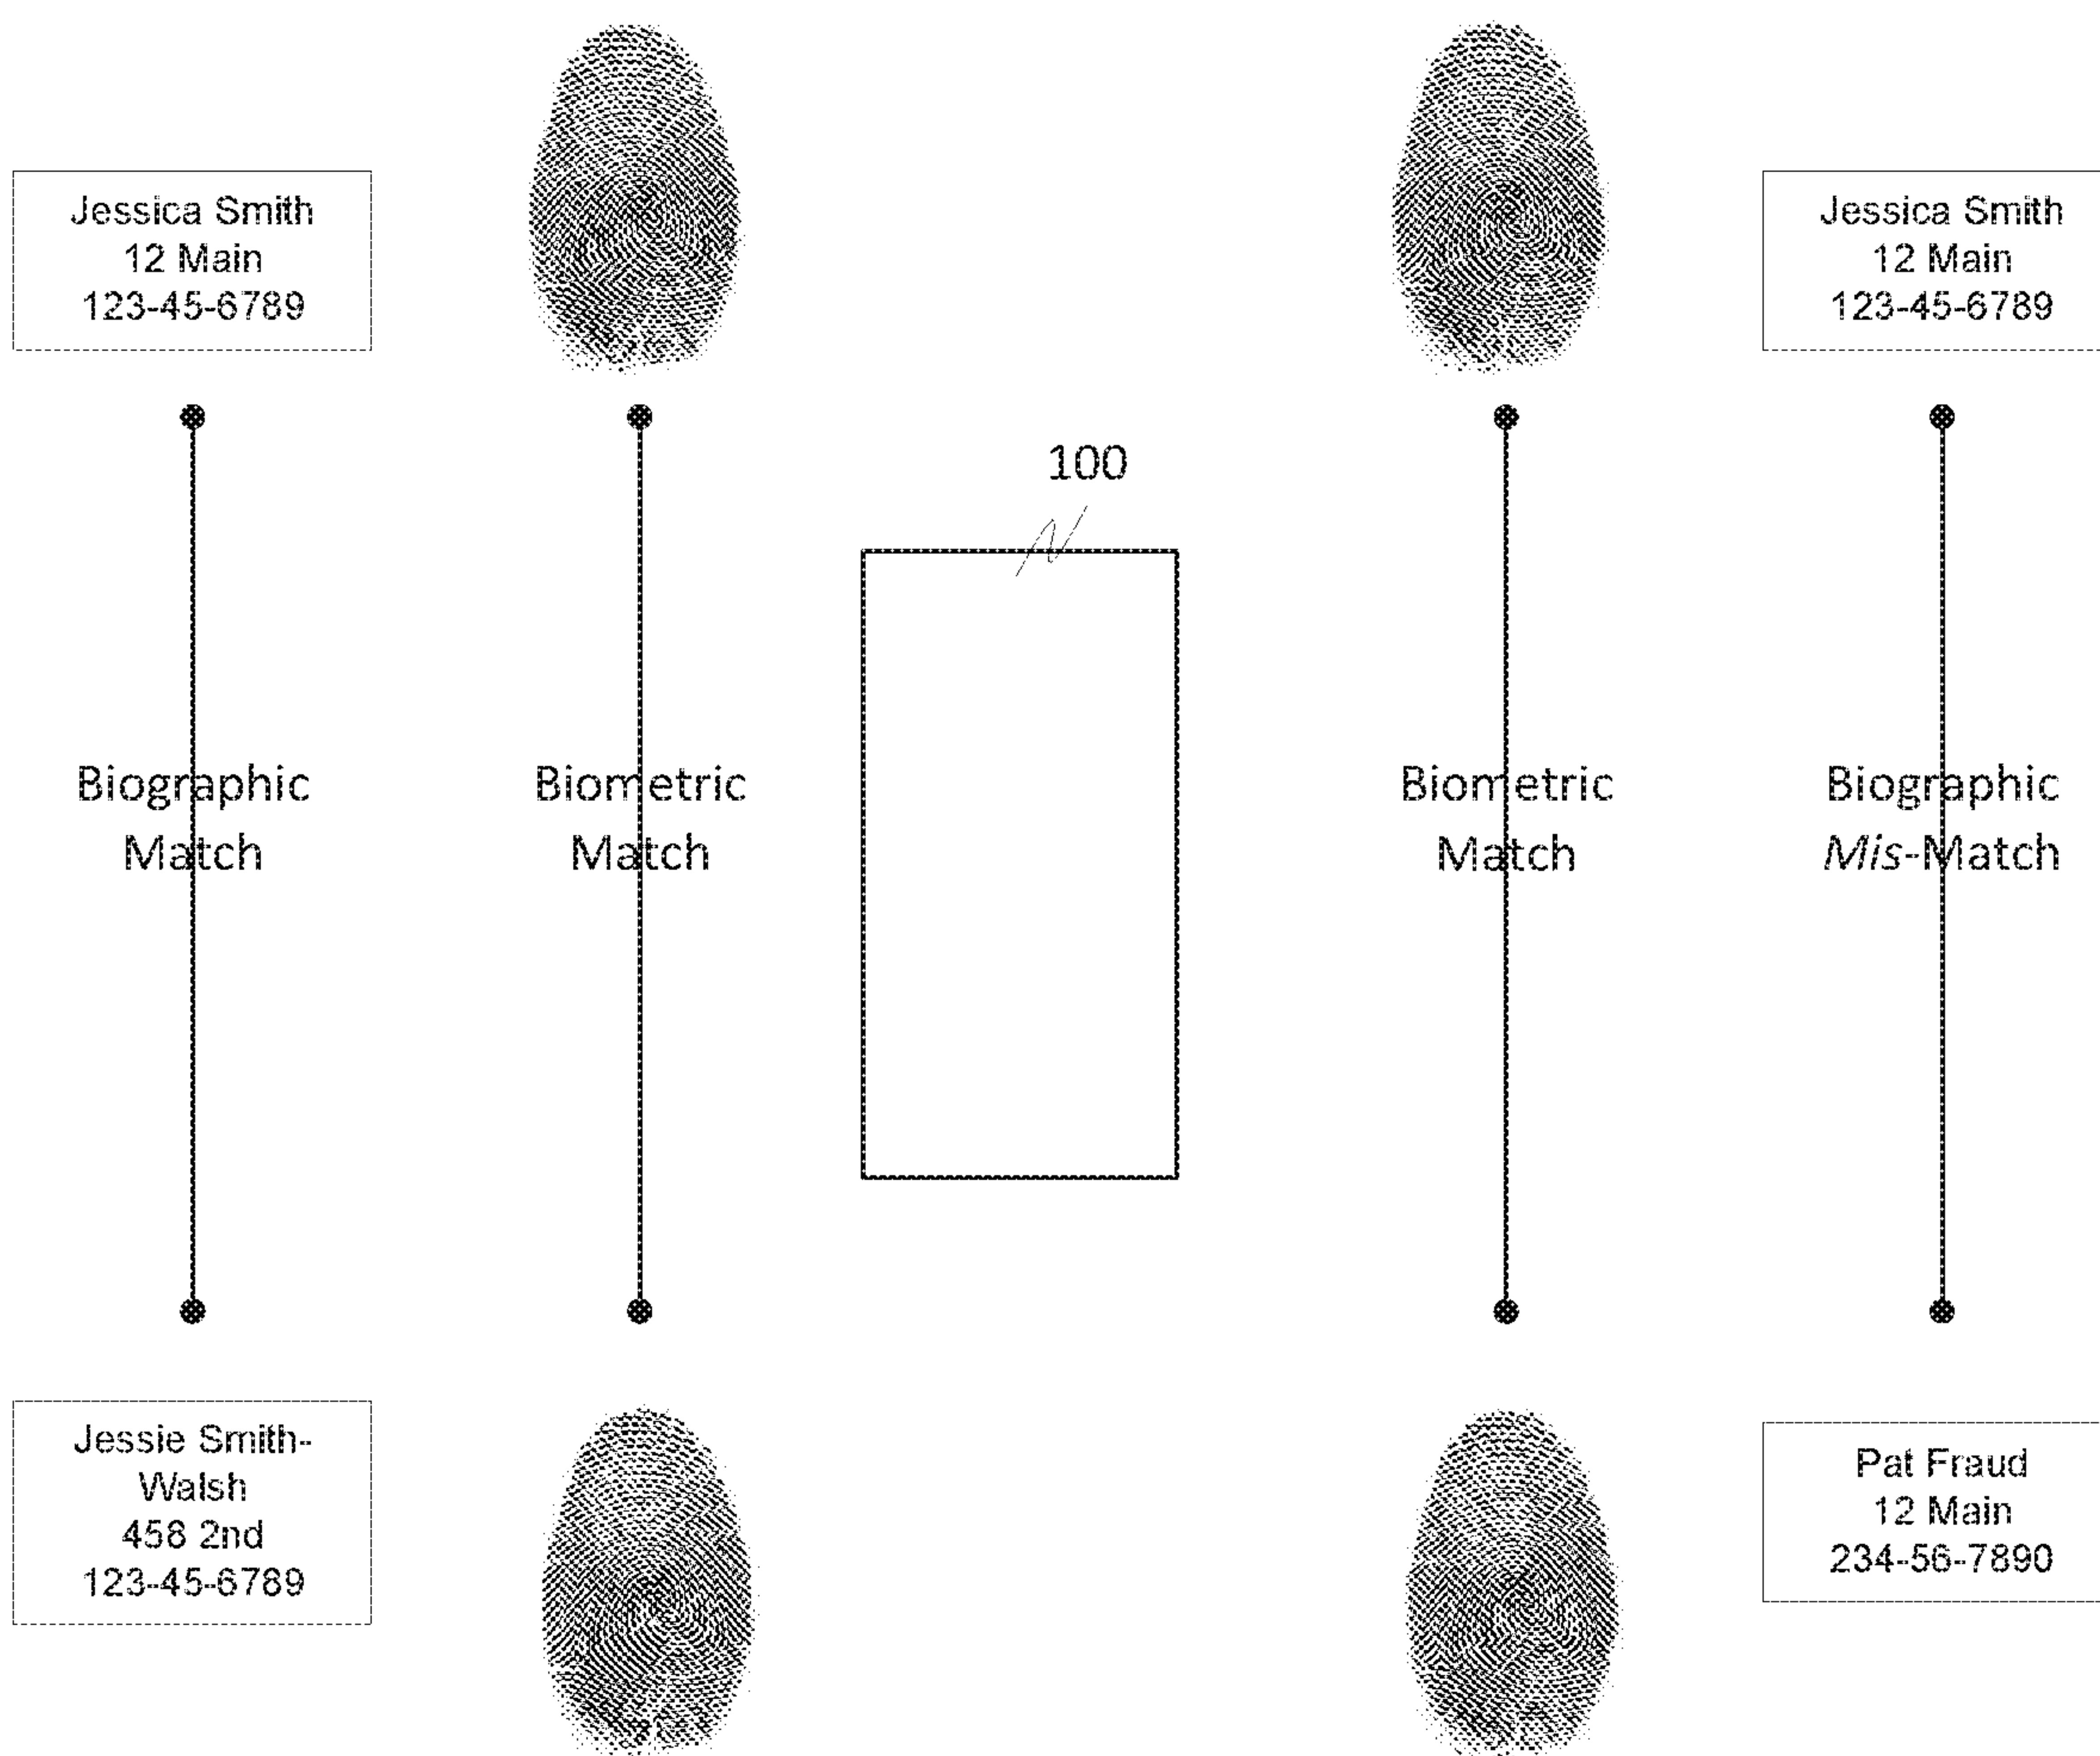 Jessica Smith
12 Main
123-45-6789
Jessica Smith
12 Main
123-45-6789
100
Biographic
Match
Biometric
Match
Biometric
Match
Biographic
Mis-Match
Jessie Smith-
Walsh
458 2nd
123-45-6789
Pat Fraud
12 Main
234-56-7890